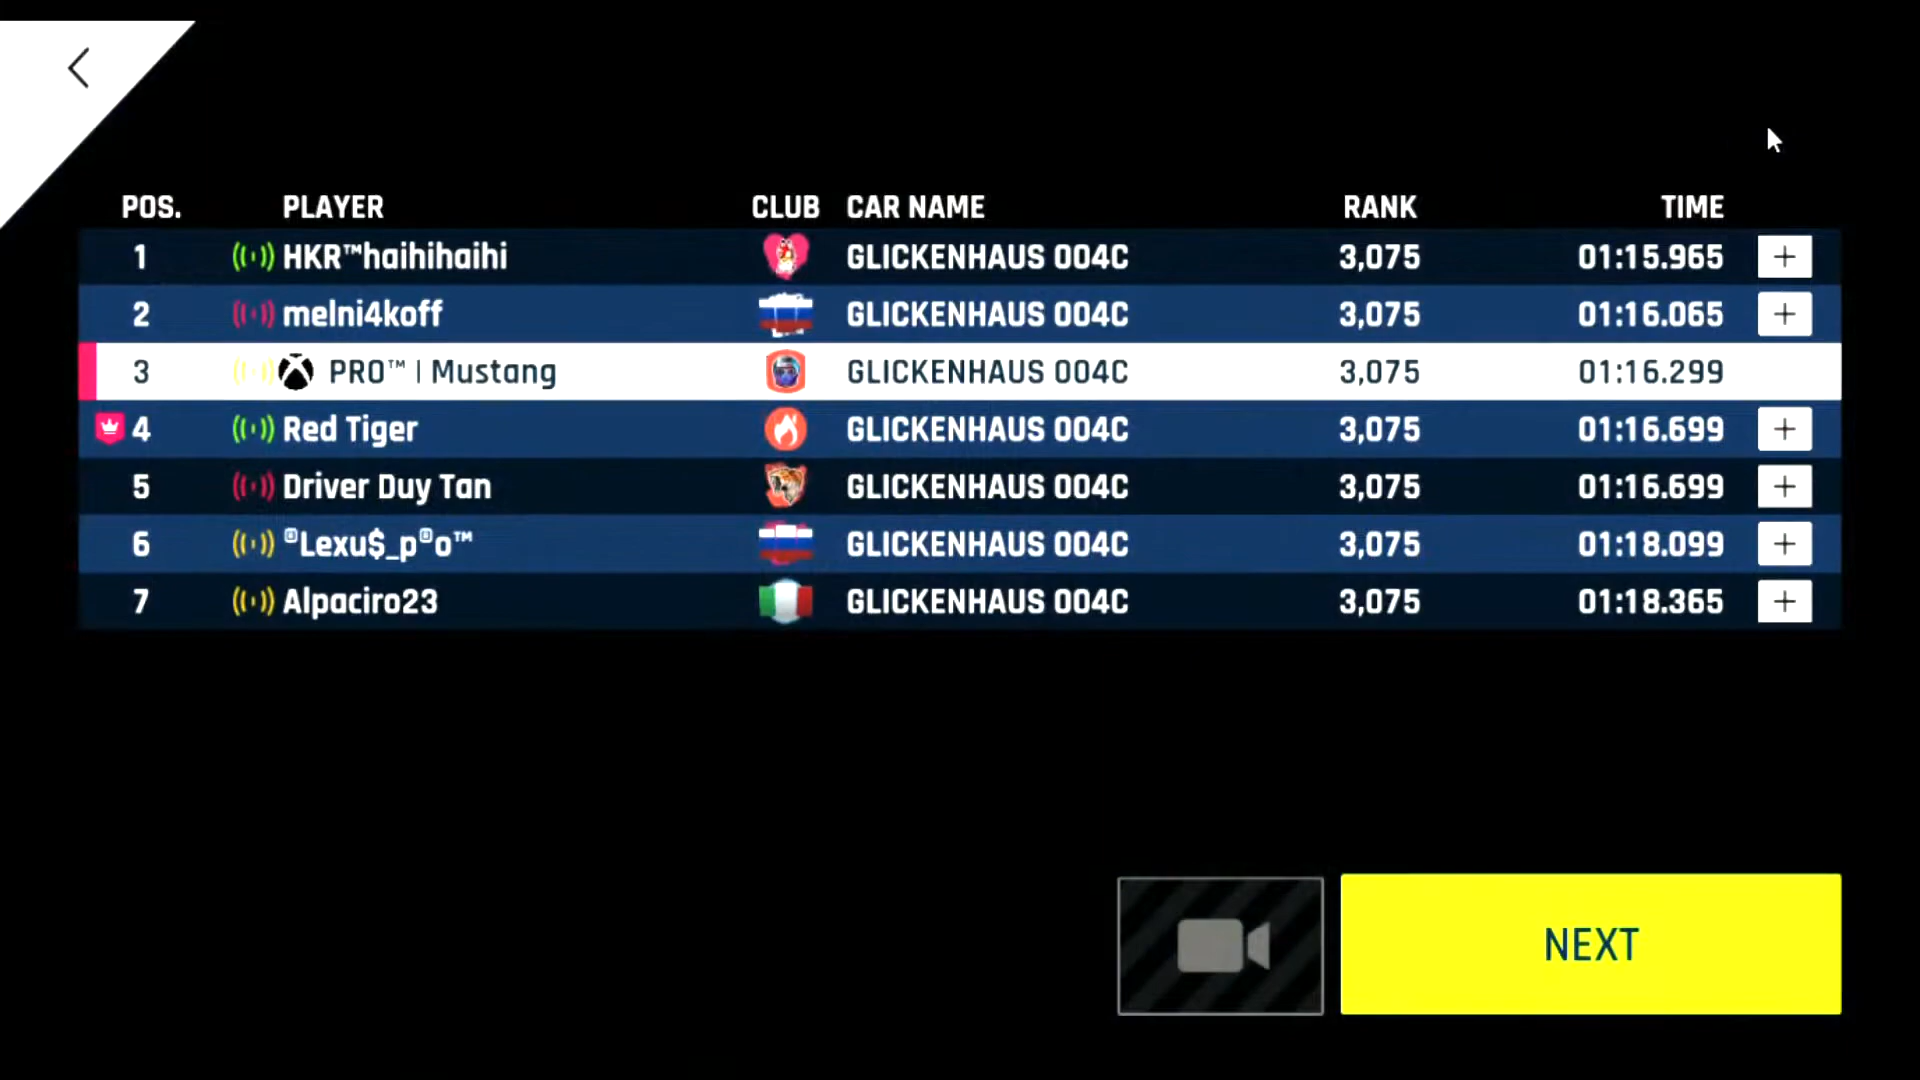 POS. PLAYER CLUB CAR NAME RANK TIME
1 HKR™haihihaihi GLICKENHAUS 004C 3,075 01:15.965 +
2 melni4koff GLICKENHAUS 004C 3,075 01:16.065 +
3 PRO™ | Mustang GLICKENHAUS 004C 3,075 01:16.299
4 Red Tiger GLICKENHAUS 004C 3,075 01:16.699 +
5 Driver Duy Tan GLICKENHAUS 004C 3,075 01:16.699 +
6 GLICKENHAUS 004C 3,075 01:18.099 +
7 Alpaciro23 GLICKENHAUS 004C 3,075 01:18.365 +
NEXT